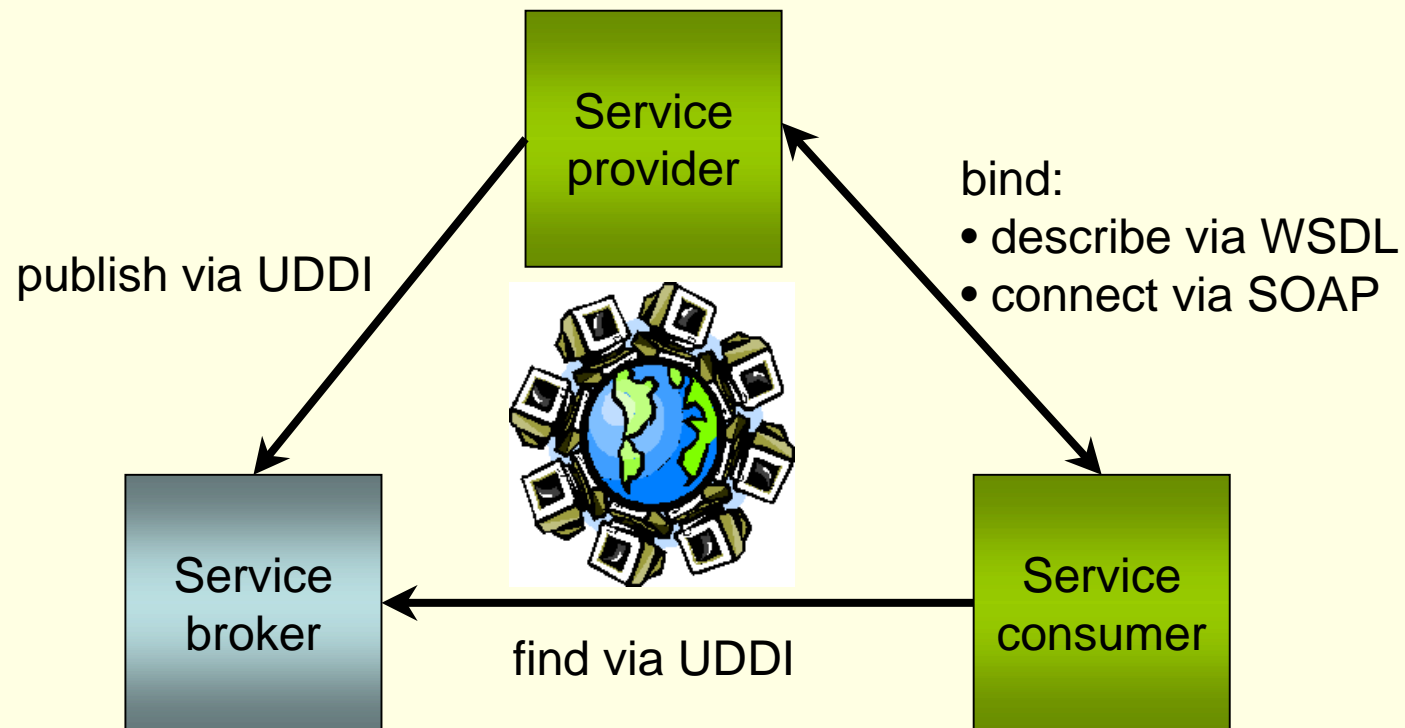 Service
provider
bind:
• describe via WSDL
• connect via SOAP
publish via UDDI
Service
broker
find via UDDI
Service
consumer